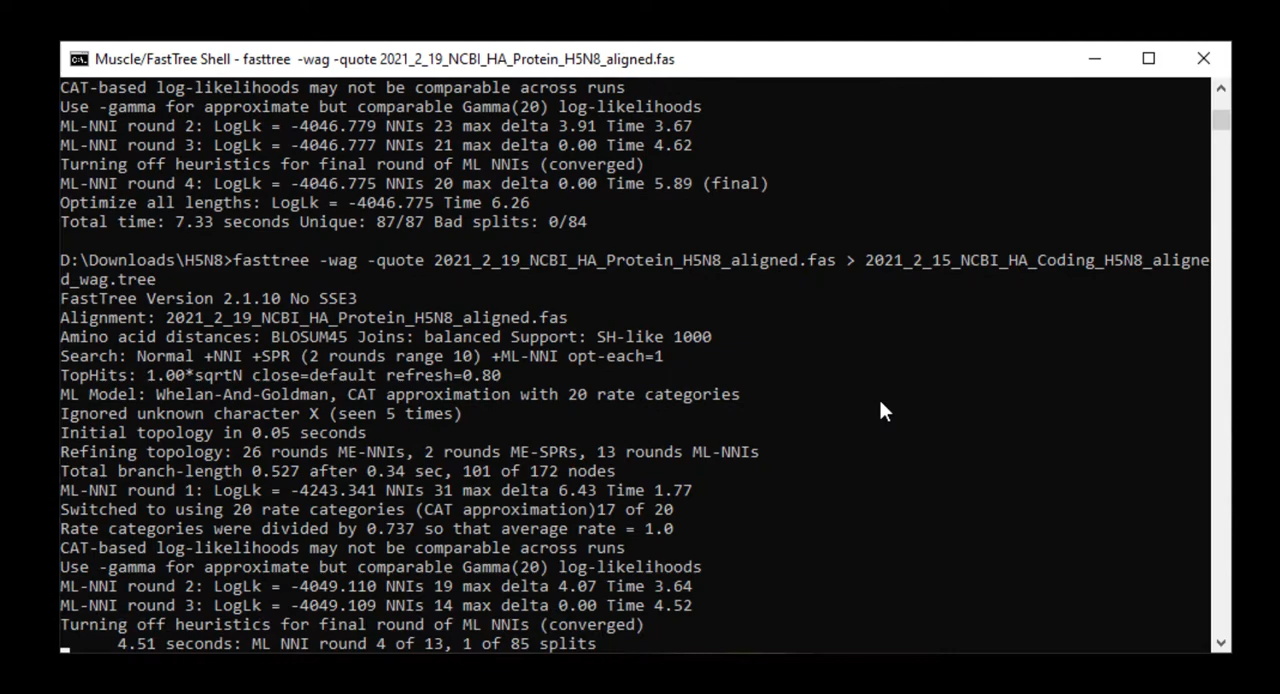 Muscle/FastTree Shell - fasttree  -wag -quote 2021_2_19_NCBI_HA_Protein_H5N8_aligned.fas
CAT-based log-likelihoods may not be comparable across runs
Use -gamma for approximate but comparable Gamma(20) log-likelihoods
ML-NNI round 2: LogLk = -4046.779 NNIs 23 max delta 3.91 Time 3.67
ML-NNI round 3: LogLk = -4046.777 NNIs 21 max delta 0.00 Time 4.62
Turning off heuristics for final round of ML NNIs (converged)
ML-NNI round 4: LogLk = -4046.775 NNIs 20 max delta 0.00 Time 5.89 (final)
Optimize all lengths: LogLk = -4046.775 Time 6.26
Total time: 7.33 seconds Unique: 87/87 Bad splits: 0/84
D:\Downloads\H5N8>fasttree -wag -quote 2021_2_19_NCBI_HA_Protein_H5N8_aligned.fas > 2021_2_15_NCBI_HA_Coding_H5N8_aligne
d_wag.tree
FastTree Version 2.1.10 No SSE3
Alignment: 2021_2_19_NCBI_HA_Protein_H5N8_aligned.fas
Amino acid distances: BLOSUM45 Joins: balanced Support: SH-like 1000
Search: Normal +NNI +SPR (2 rounds range 10) +ML-NNI opt-each=1
TopHits: 1.00*sqrtN close=default refresh=0.80
ML Model: Whelan-And-Goldman, CAT approximation with 20 rate categories
Ignored unknown character X (seen 5 times)
Initial topology in 0.05 seconds
Refining topology: 26 rounds ME-NNIs, 2 rounds ME-SPRs, 13 rounds ML-NNIs
Total branch-length 0.527 after 0.34 sec, 101 of 172 nodes
ML-NNI round 1: LogLk = -4243.341 NNIs 31 max delta 6.43 Time 1.77
Switched to using 20 rate categories (CAT approximation)17 of 20
Rate categories were divided by 0.737 so that average rate = 1.0
CAT-based log-likelihoods may not be comparable across runs
Use -gamma for approximate but comparable Gamma(20) log-likelihoods
ML-NNI round 2: LogLk = -4049.110 NNIs 19 max delta 4.07 Time 3.64
ML-NNI round 3: LogLk = -4049.109 NNIs 14 max delta 0.00 Time 4.52
Turning off heuristics for final round of ML NNIs (converged)
4.51 seconds: ML NNI round 4 of 13, 1 of 85 splits